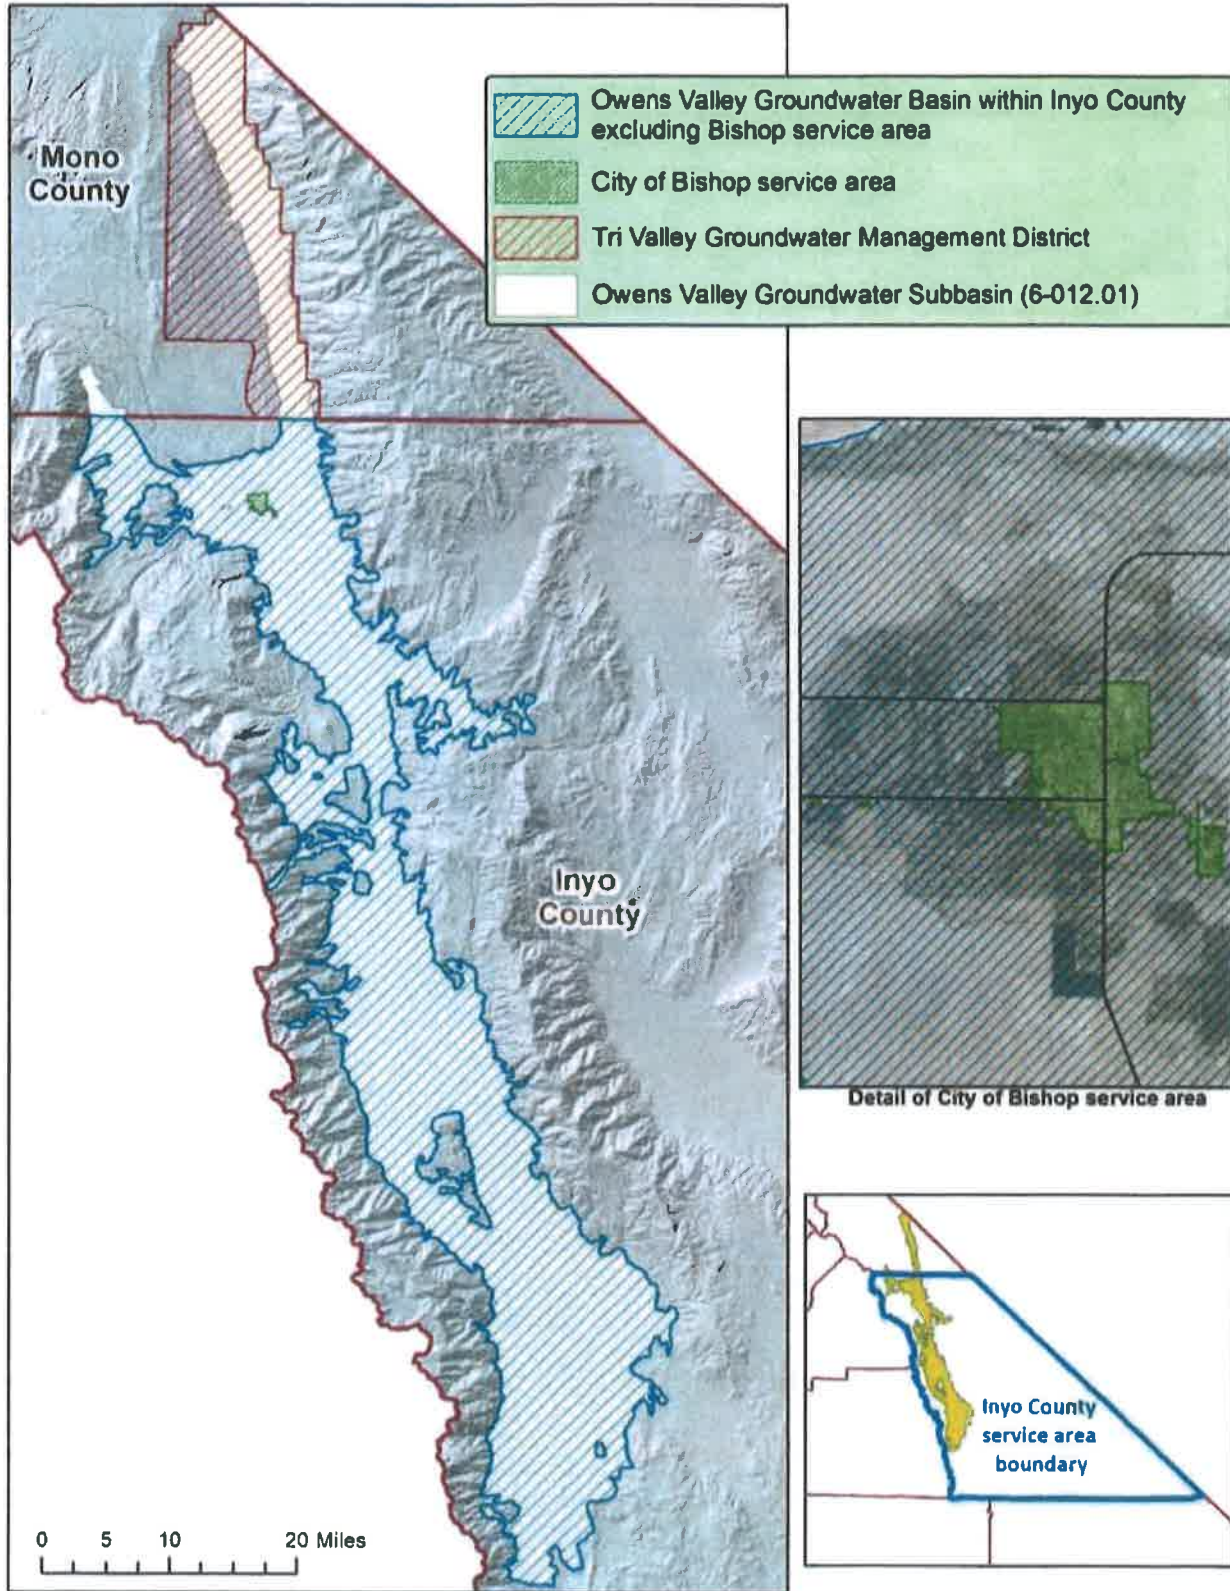 Mono
County
Owens Valley Groundwater Basin within Inyo County
excluding Bishop service area
City of Bishop service area
Tri Valley Groundwater Management District
Owens Valley Groundwater Subbasin (6-012.01)
Inyo
County
Detail of City of Bishop service area
Inyo County
service area
boundary
0 5 10 20 Miles